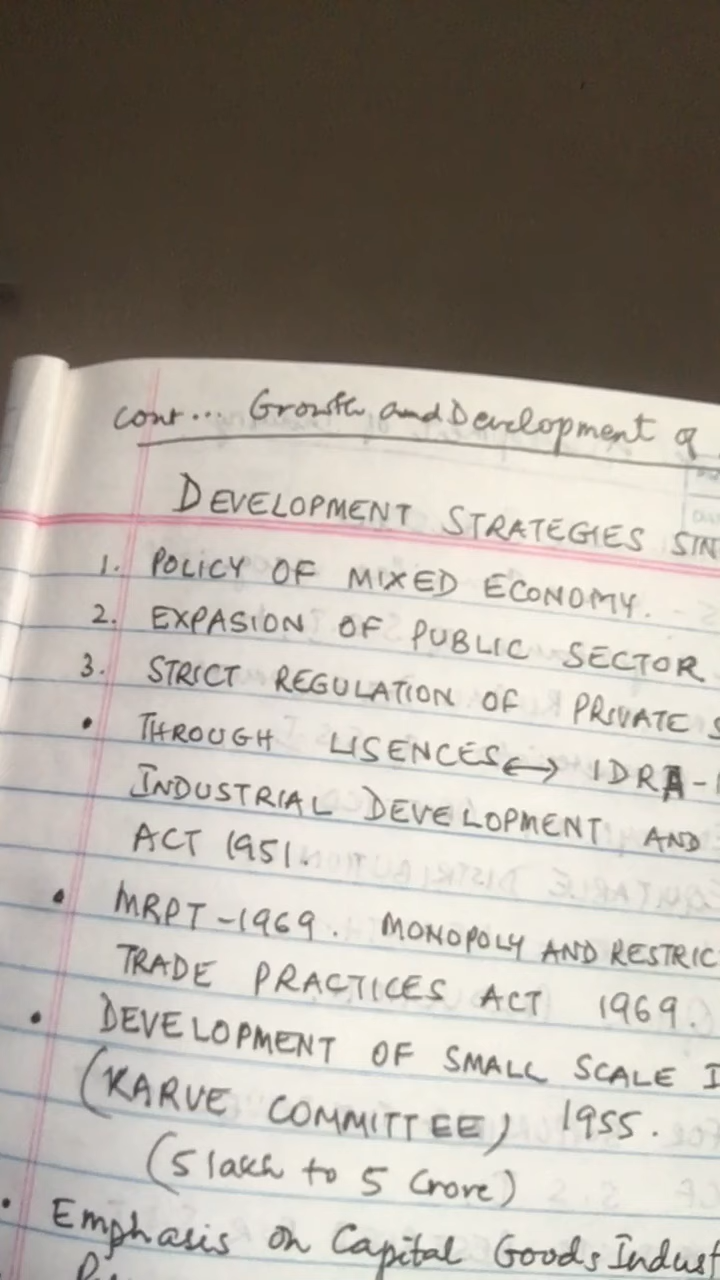 cont... Growth and Development of
DEVELOPMENT STRATEGIES SIN
1. POLICY OF MIXED ECONOMY.
2. EXPASION OF PUBLIC SECTOR
3. STRICT REGULATION OF PRIVATE S
• THROUGH LISENCES ↔ IDRA-
INDUSTRIAL DEVELOPMENT AND
ACT 1951.
• MRPT-1969. MONOPOLY AND RESTRIC
TRADE PRACTICES ACT 1969.
• DEVELOPMENT OF SMALL SCALE I
(KARVE COMMITTEE) 1955.
(5 lakh to 5 Crore)
• Emphasis on Capital Goods Indust